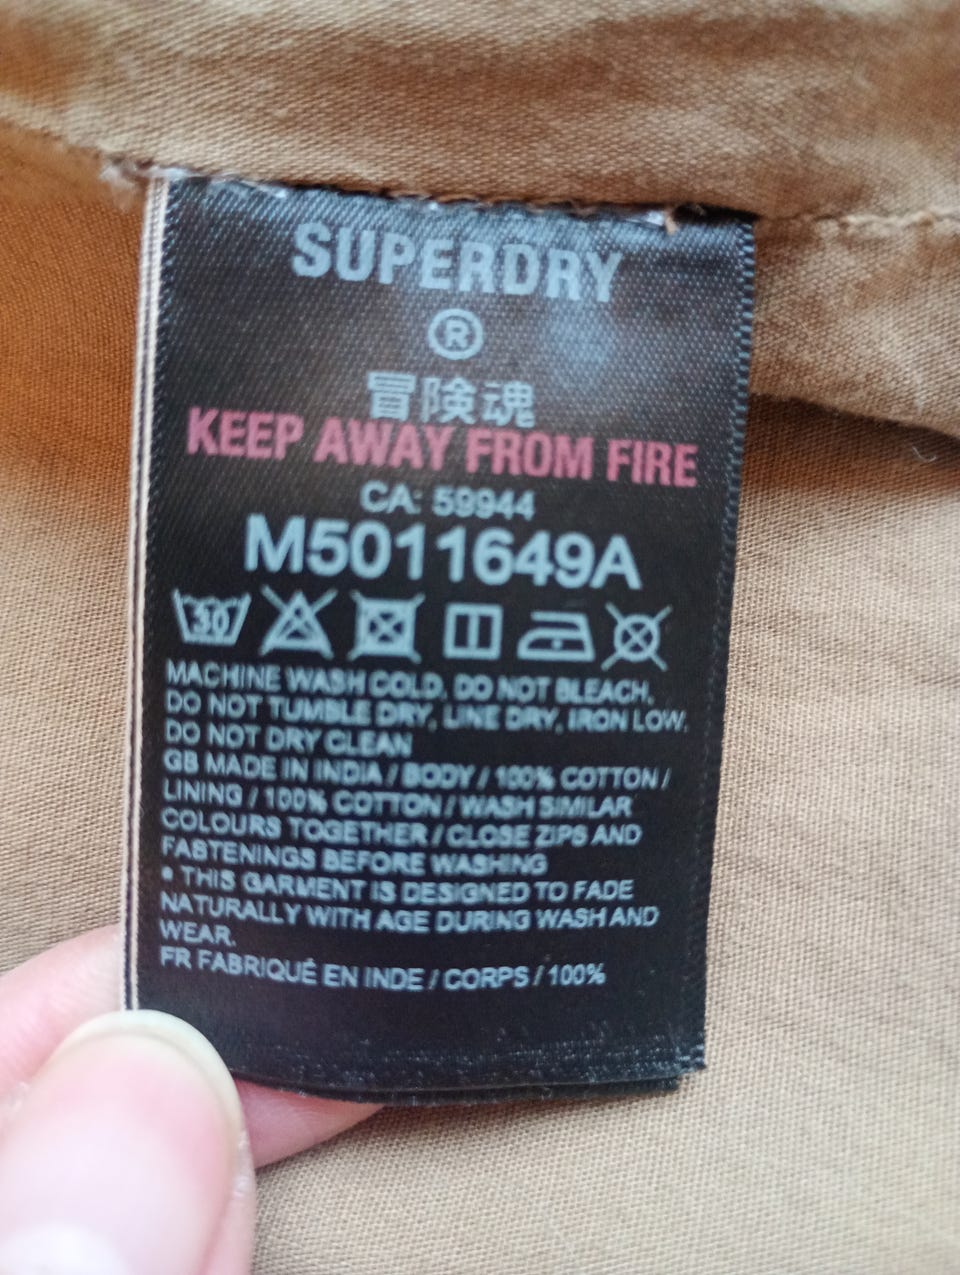 SUPERDRY
®
冒険魂
KEEP AWAY FROM FIRE
CA: 59944
M5011649A
30
MACHINE WASH COLD, DO NOT BLEACH,
DO NOT TUMBLE DRY, LINE DRY, IRON LOW,
DO NOT DRY CLEAN
GB MADE IN INDIA / BODY / 100% COTTON /
LINING / 100% COTTON / WASH SIMILAR
COLOURS TOGETHER / CLOSE ZIPS AND
FASTENINGS BEFORE WASHING
• THIS GARMENT IS DESIGNED TO FADE
NATURALLY WITH AGE DURING WASH AND
WEAR.
FR FABRIQUÉ EN INDE / CORPS / 100%